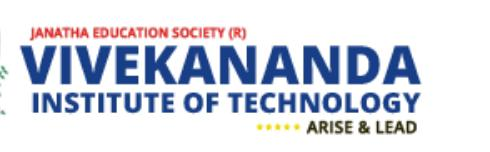 JANATHA EDUCATION SOCIETY (R)
VIVEKANANDA
INSTITUTE OF TECHNOLOGY
ARISE & LEAD